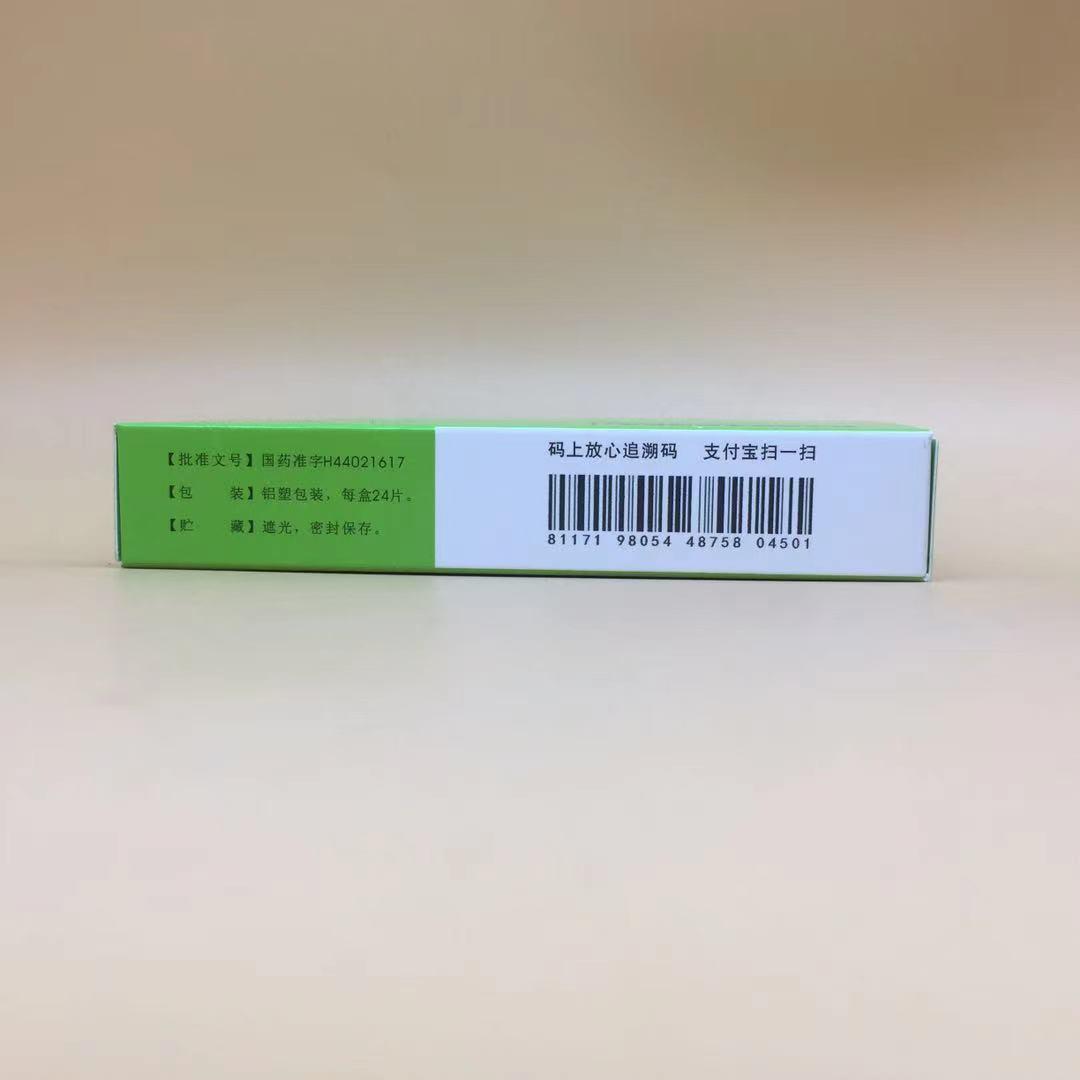 【批准文号】国药准字H44021617
【包　　装】铝塑包装，每盒24片。
【贮　　藏】遮光，密封保存。
码上放心追溯码　支付宝扫一扫
81171 98054 48758 04501